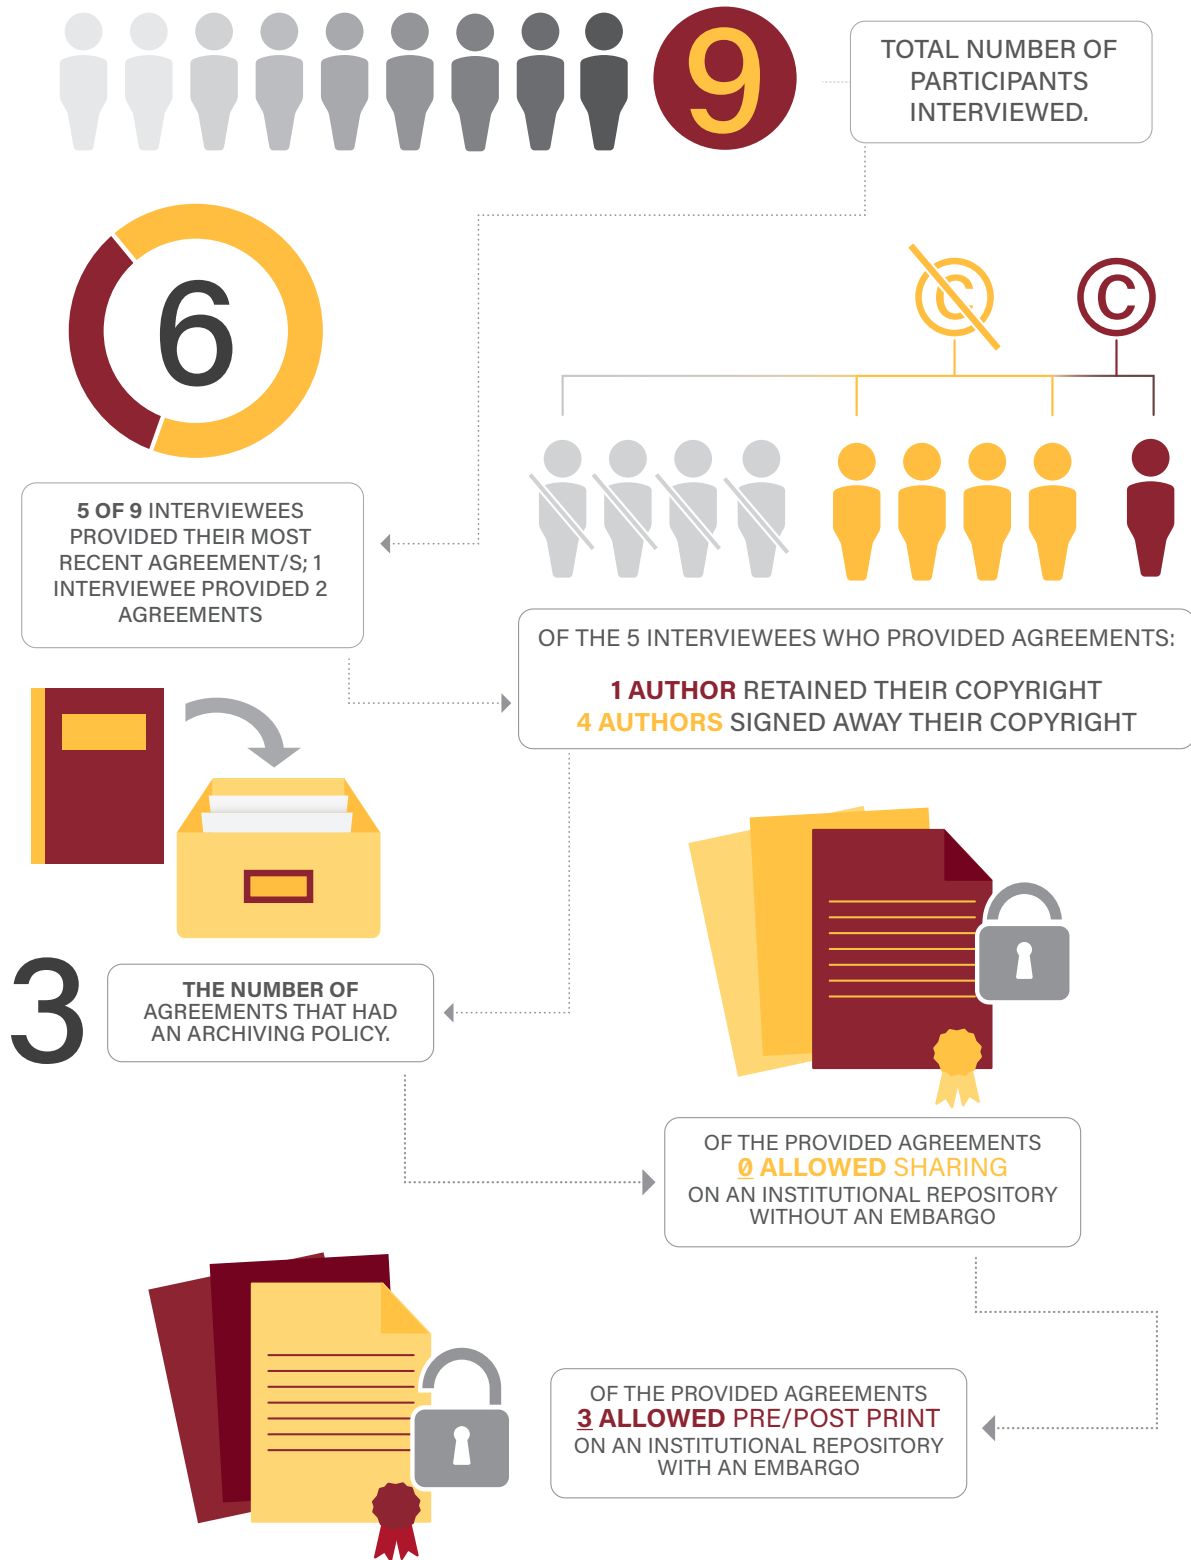 9
TOTAL NUMBER OF
PARTICIPANTS
INTERVIEWED.
6
C
C
5 OF 9 INTERVIEWEES
PROVIDED THEIR MOST
RECENT AGREEMENT/S; 1
INTERVIEWEE PROVIDED 2
AGREEMENTS
OF THE 5 INTERVIEWEES WHO PROVIDED AGREEMENTS:
1 AUTHOR RETAINED THEIR COPYRIGHT
4 AUTHORS SIGNED AWAY THEIR COPYRIGHT
3
THE NUMBER OF
AGREEMENTS THAT HAD
AN ARCHIVING POLICY.
OF THE PROVIDED AGREEMENTS
0 ALLOWED SHARING
ON AN INSTITUTIONAL REPOSITORY
WITHOUT AN EMBARGO
OF THE PROVIDED AGREEMENTS
3 ALLOWED PRE/POST PRINT
ON AN INSTITUTIONAL REPOSITORY
WITH AN EMBARGO